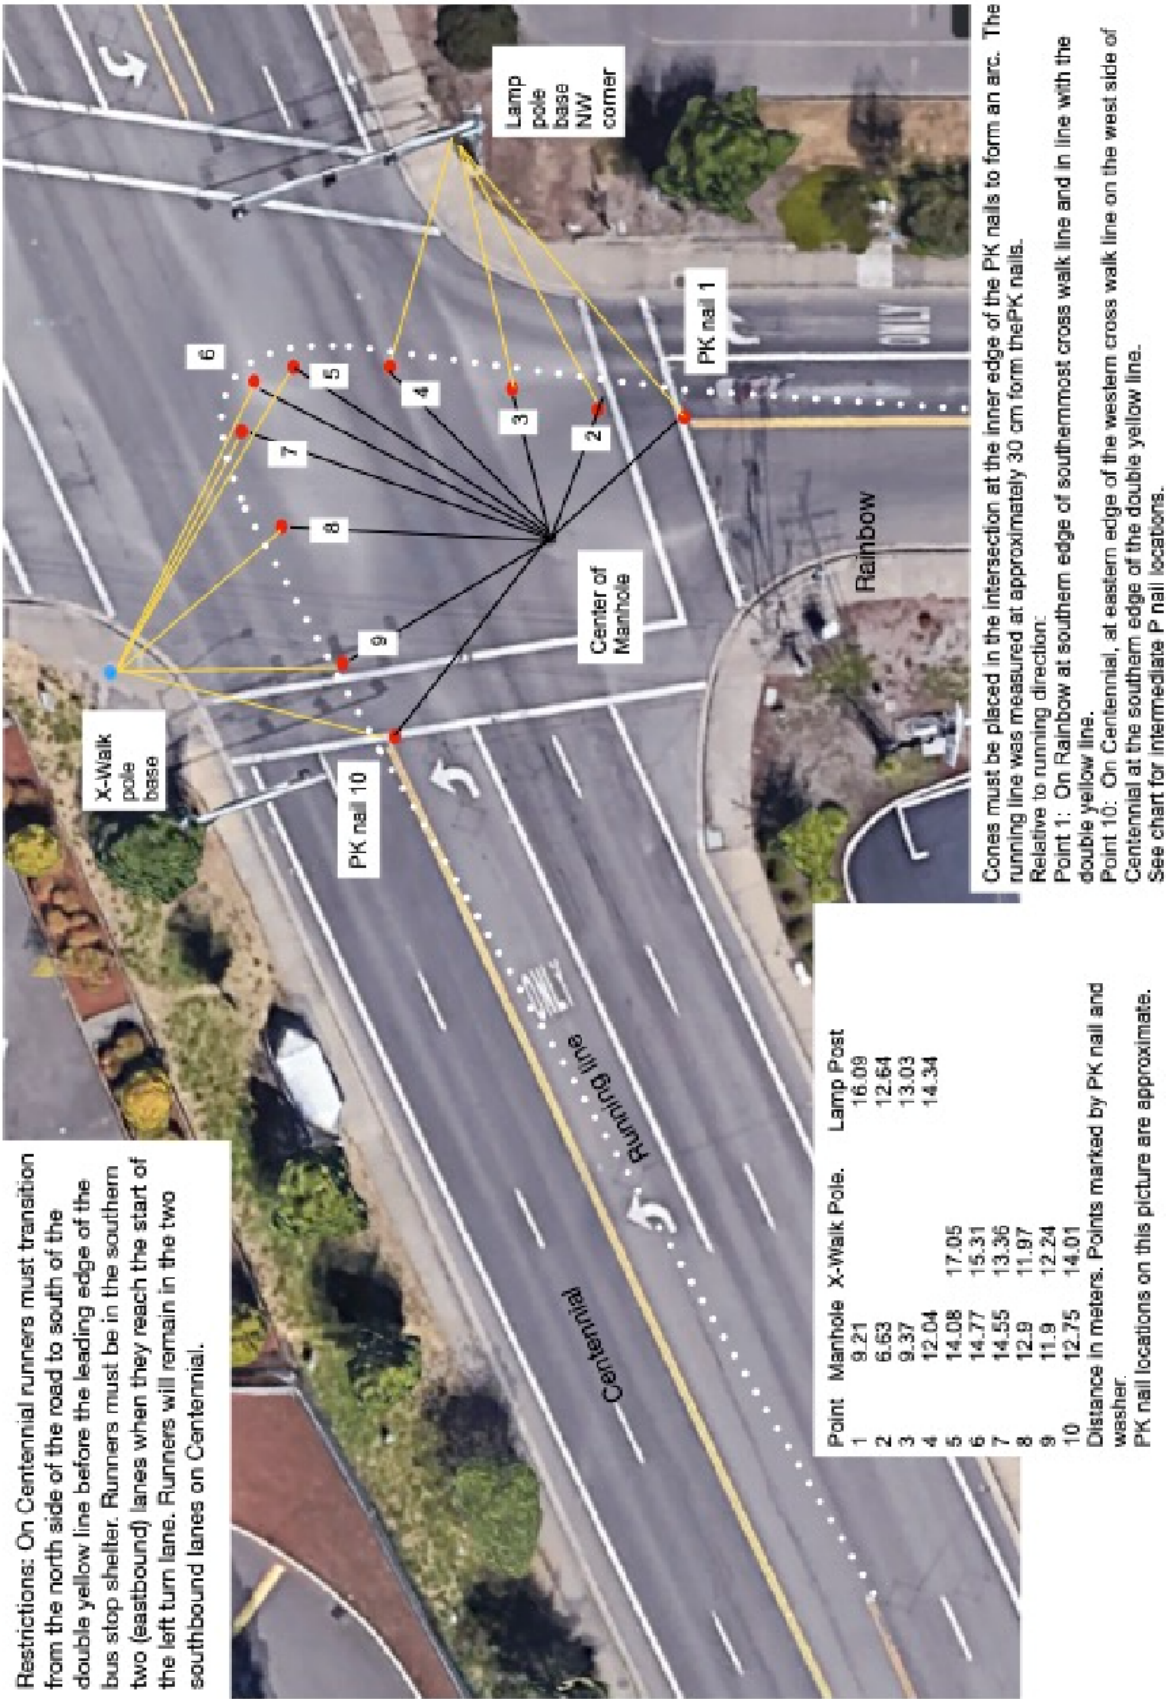 Restrictions: On Centennial runners must transition
from the north side of the road to south of the
double yellow line before the leading edge of the
bus stop shelter. Runners must be in the southern
two (eastbound) lanes when they reach the start of
the left turn lane. Runners will remain in the two
southbound lanes on Centennial.
X-Walk
pole
base
Lamp
pole
base
NW
corner
6
5
7
4
8
3
2
9
PK nail 1
PK nail 10
Center of
Manhole
Rainbow
ONLY
ONLY
Running line
Centennial
Point Manhole X-Walk Pole. Lamp Post
1 9.21 16.09
2 6.63 12.64
3 9.37 13.03
4 12.04 14.34
5 14.08 17.05
6 14.77 15.31
7 14.55 13.36
8 12.9 11.97
9 11.9 12.24
10 12.75 14.01
Distance in meters. Points marked by PK nail and
washer.
PK nail locations on this picture are approximate.
Cones must be placed in the intersection at the inner edge of the PK nails to form an arc. The
running line was measured at approximately 30 cm form thePK nails.
Relative to running direction:
Point 1: On Rainbow at southern edge of southernmost cross walk line and in line with the
double yellow line.
Point 10: On Centennial, at eastern edge of the western cross walk line on the west side of
Centennial at the southern edge of the double yellow line.
See chart for intermediate P nail locations.